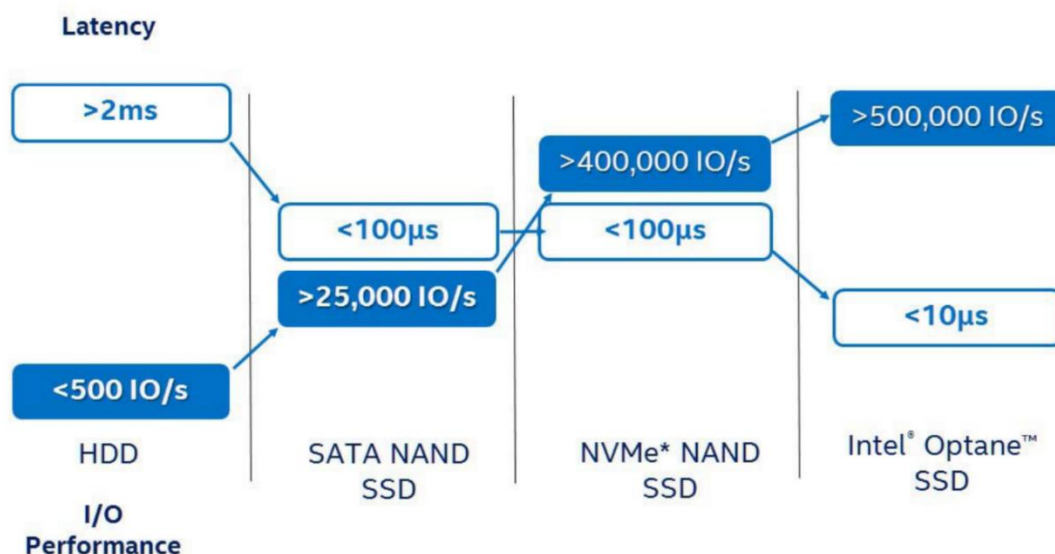 Latency
>2ms
>500,000 IO/s
>400,000 IO/s
<100µs
<100µs
>25,000 IO/s
<10µs
<500 IO/s
HDD
SATA NAND
SSD
NVMe* NAND
SSD
Intel® Optane™
SSD
I/O
Performance